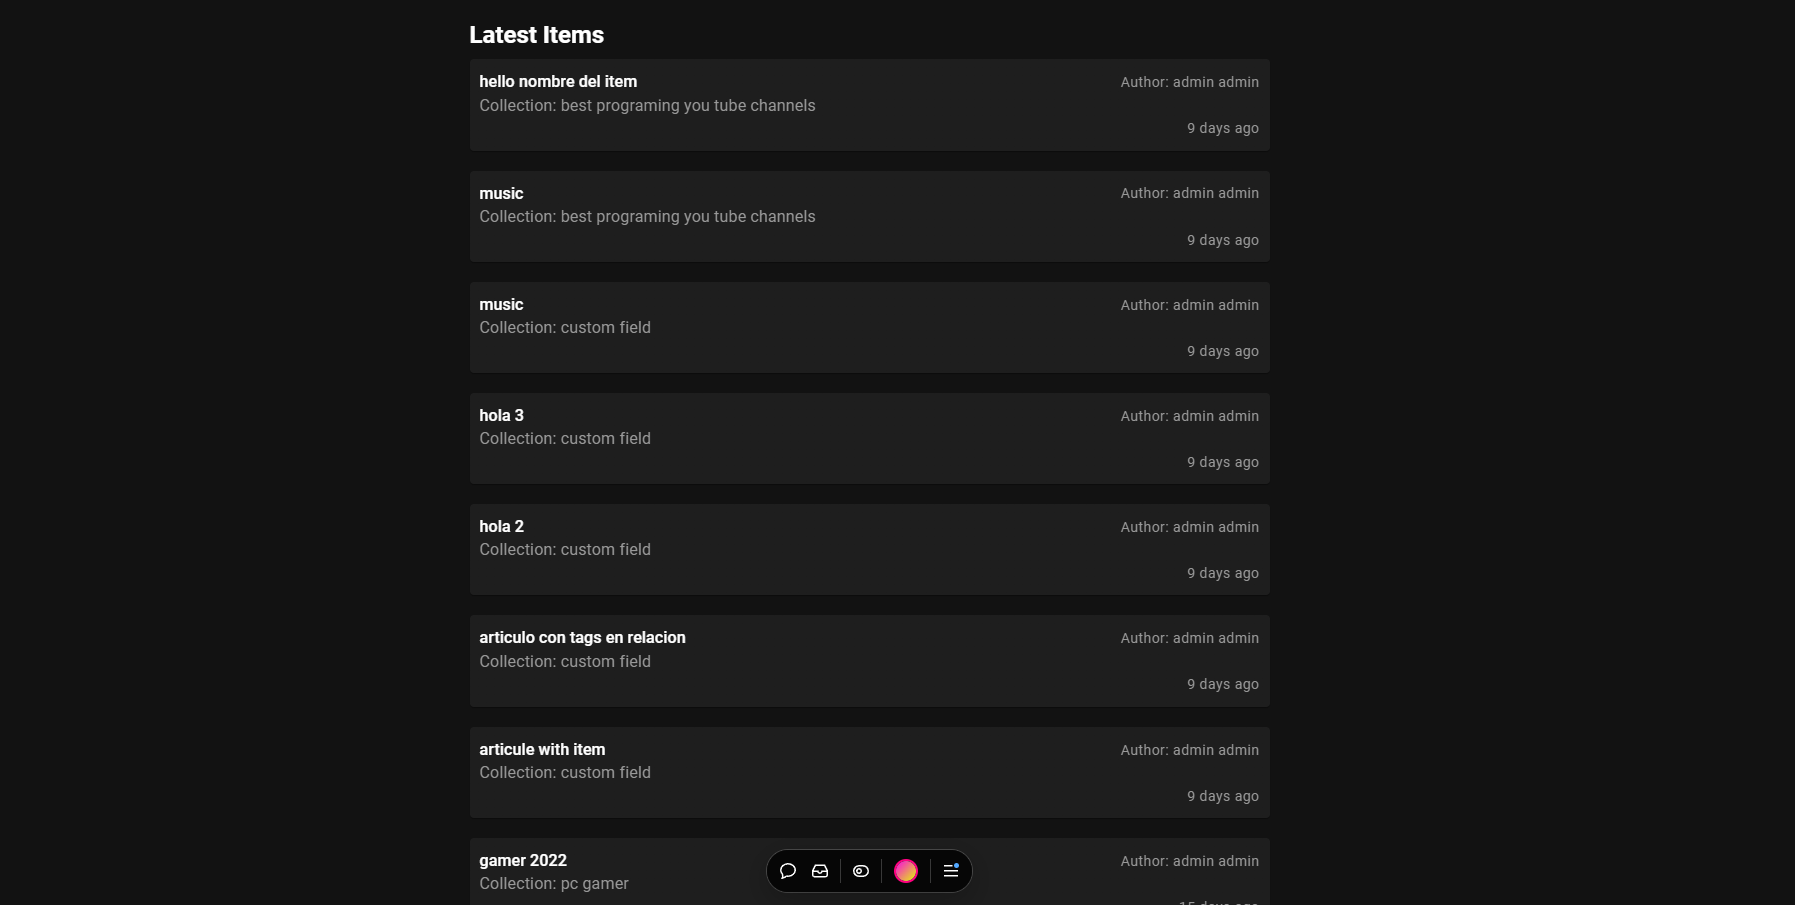 Latest Items
hello nombre del item
Author: admin admin
Collection: best programing you tube channels
9 days ago
music
Author: admin admin
Collection: best programing you tube channels
9 days ago
music
Author: admin admin
Collection: custom field
9 days ago
hola 3
Author: admin admin
Collection: custom field
9 days ago
hola 2
Author: admin admin
Collection: custom field
9 days ago
articulo con tags en relacion
Author: admin admin
Collection: custom field
9 days ago
articule with item
Author: admin admin
Collection: custom field
9 days ago
gamer 2022
Author: admin admin
Collection: pc gamer
15 days ago